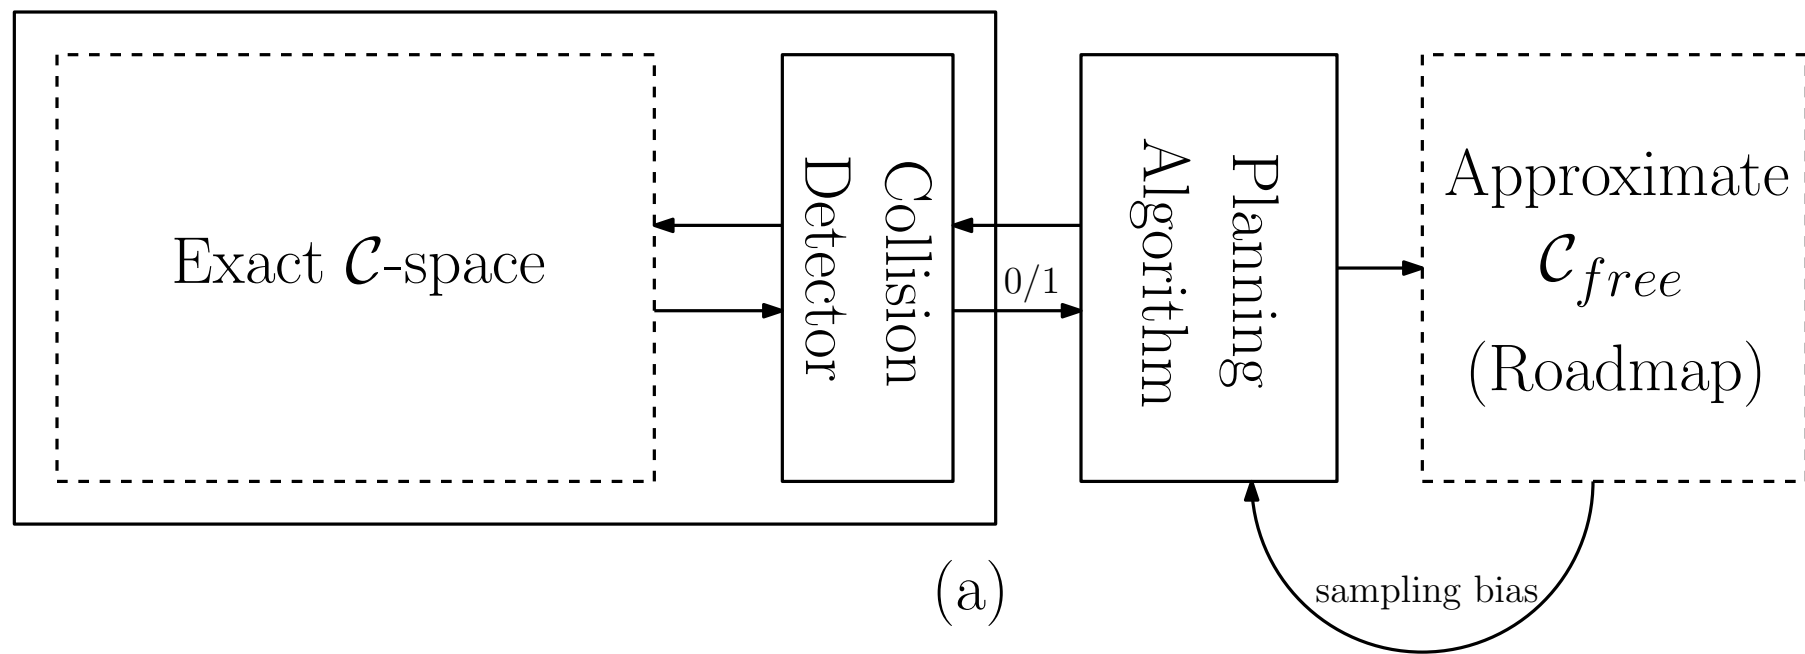 Exact 𝒞-space
Collision
Detector
0/1
Planning
Algorithm
Approximate
𝒞free
(Roadmap)
sampling bias
(a)